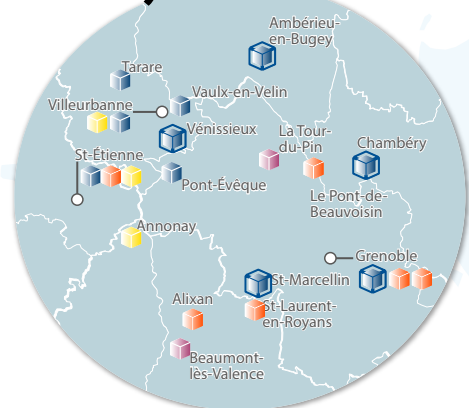 Ambérieu-
en-Bugey
Tarare
Vaulx-en-Velin
Villeurbanne
Vénissieux
La Tour-
du-Pin
Chambéry
St-Étienne
Pont-Évêque
Le Pont-de-
Beauvoisin
Annonay
Grenoble
St-Marcellin
Alixan
St-Laurent-
en-Royans
Beaumont-
lès-Valence